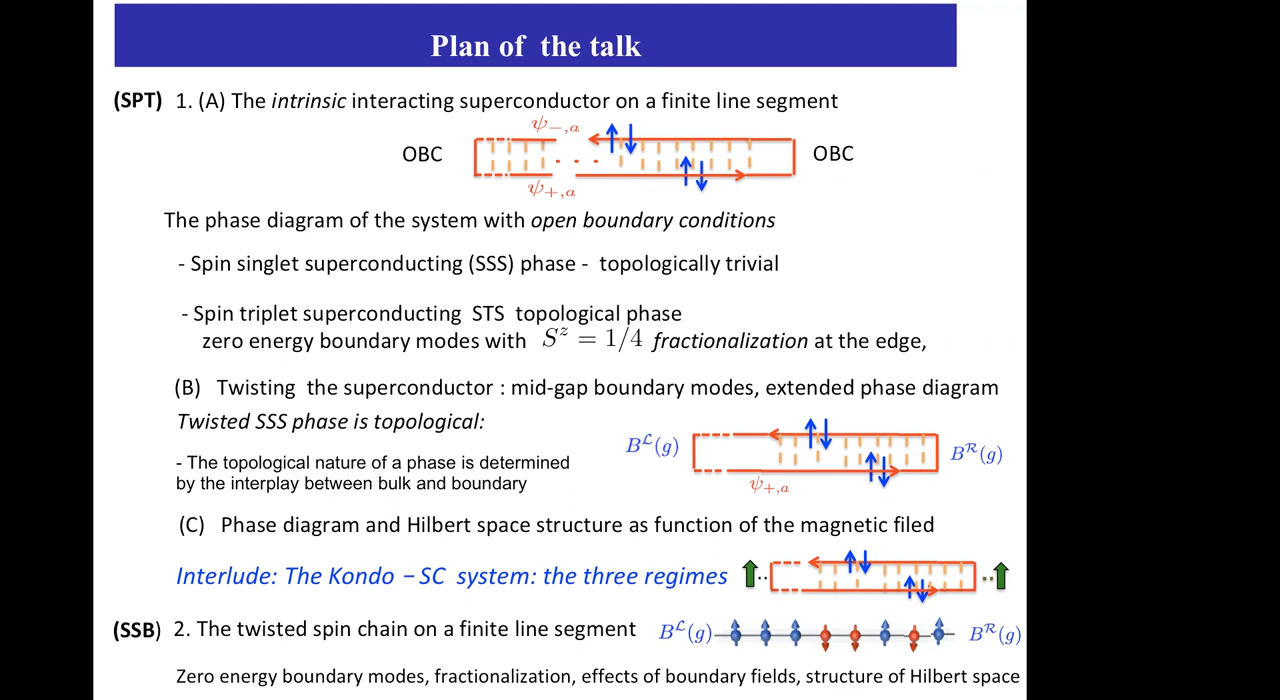 Plan of the talk
(SPT) 1. (A) The intrinsic interacting superconductor on a finite line segment
ψ−,a
OBC
OBC
ψ+,a
The phase diagram of the system with open boundary conditions
- Spin singlet superconducting (SSS) phase - topologically trivial
- Spin triplet superconducting STS topological phase
zero energy boundary modes with S^z = 1/4 fractionalization at the edge,
(B) Twisting the superconductor : mid-gap boundary modes, extended phase diagram
Twisted SSS phase is topological:
B^ℒ(g)
B^ℛ(g)
- The topological nature of a phase is determined
by the interplay between bulk and boundary
ψ+,a
(C) Phase diagram and Hilbert space structure as function of the magnetic filed
Interlude: The Kondo – SC system: the three regimes
(SSB) 2. The twisted spin chain on a finite line segment B^ℒ(g) B^ℛ(g)
Zero energy boundary modes, fractionalization, effects of boundary fields, structure of Hilbert space